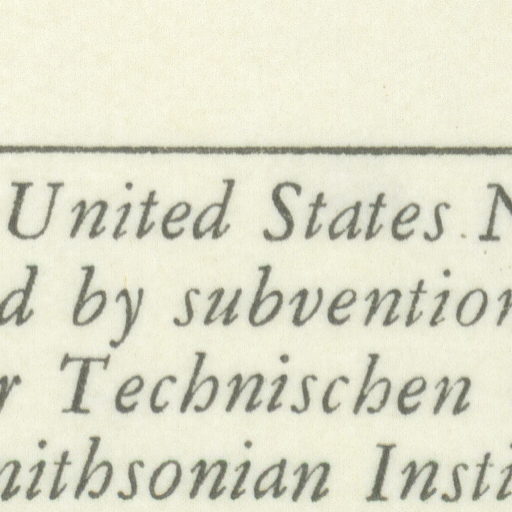 United States N
d by subvention
r Technischen
nithsonian Insti